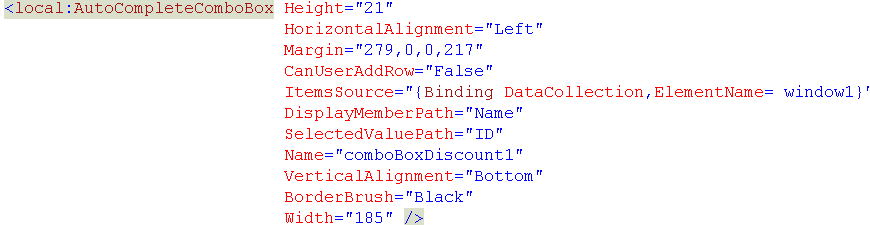 <local:AutoCompleteComboBox Height="21"
HorizontalAlignment="Left"
Margin="279,0,0,217"
CanUserAddRow="False"
ItemsSource="{Binding DataCollection,ElementName= window1}"
DisplayMemberPath="Name"
SelectedValuePath="ID"
Name="comboBoxDiscount1"
VerticalAlignment="Bottom"
BorderBrush="Black"
Width="185" />